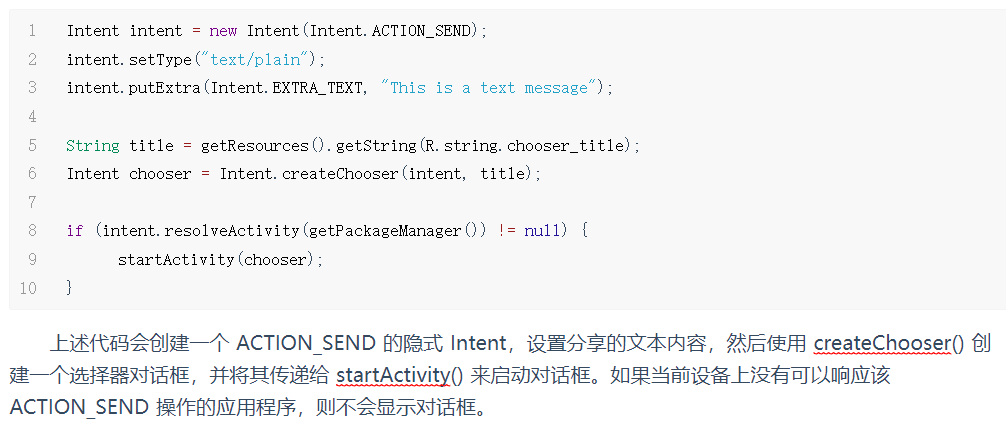 1 Intent intent = new Intent(Intent.ACTION_SEND);
2 intent.setType("text/plain");
3 intent.putExtra(Intent.EXTRA_TEXT, "This is a text message");
4
5 String title = getResources().getString(R.string.chooser_title);
6 Intent chooser = Intent.createChooser(intent, title);
7
8 if (intent.resolveActivity(getPackageManager()) != null) {
9 startActivity(chooser);
10 }
上述代码会创建一个 ACTION_SEND 的隐式 Intent，设置分享的文本内容，然后使用 createChooser() 创
建一个选择器对话框，并将其传递给 startActivity() 来启动对话框。如果当前设备上没有可以响应该
ACTION_SEND 操作的应用程序，则不会显示对话框。